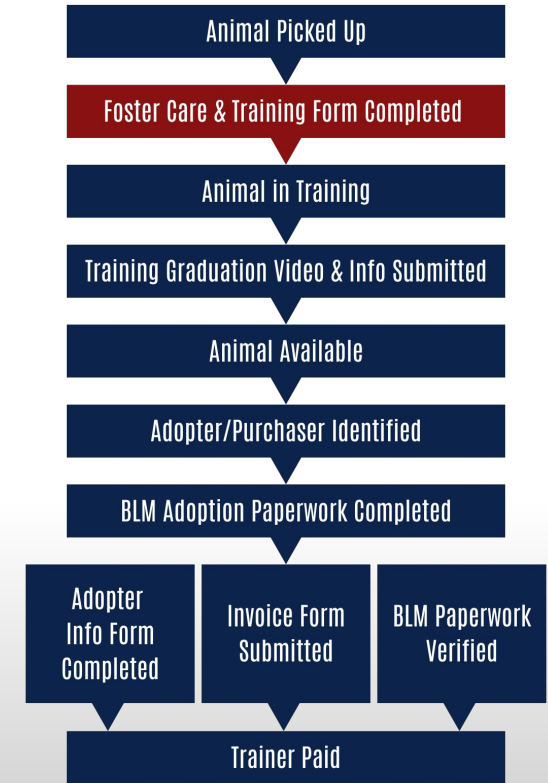 Animal Picked Up
Foster Care & Training Form Completed
Animal in Training
Training Graduation Video & Info Submitted
Animal Available
Adopter/Purchaser Identified
BLM Adoption Paperwork Completed
Adopter
Info Form
Completed
Invoice Form
Submitted
BLM Paperwork
Verified
Trainer Paid